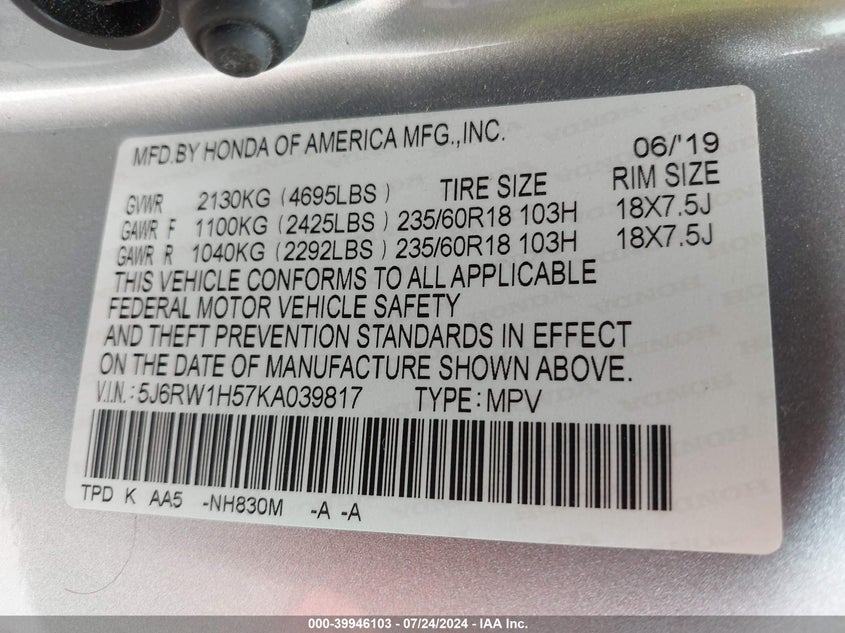 MFD.BY HONDA OF AMERICA MFG.,INC. 06/'19
GVWR 2130KG (4695LBS) TIRE SIZE RIM SIZE
GAWR F 1100KG (2425LBS) 235/60R18 103H 18X7.5J
GAWR R 1040KG (2292LBS) 235/60R18 103H 18X7.5J
THIS VEHICLE CONFORMS TO ALL APPLICABLE
FEDERAL MOTOR VEHICLE SAFETY
AND THEFT PREVENTION STANDARDS IN EFFECT
ON THE DATE OF MANUFACTURE SHOWN ABOVE.
V.I.N.: 5J6RW1H57KA039817 TYPE: MPV
TPD K AA5 -NH830M -A -A
000-39946103 — 07/24/2024 — IAA Inc.